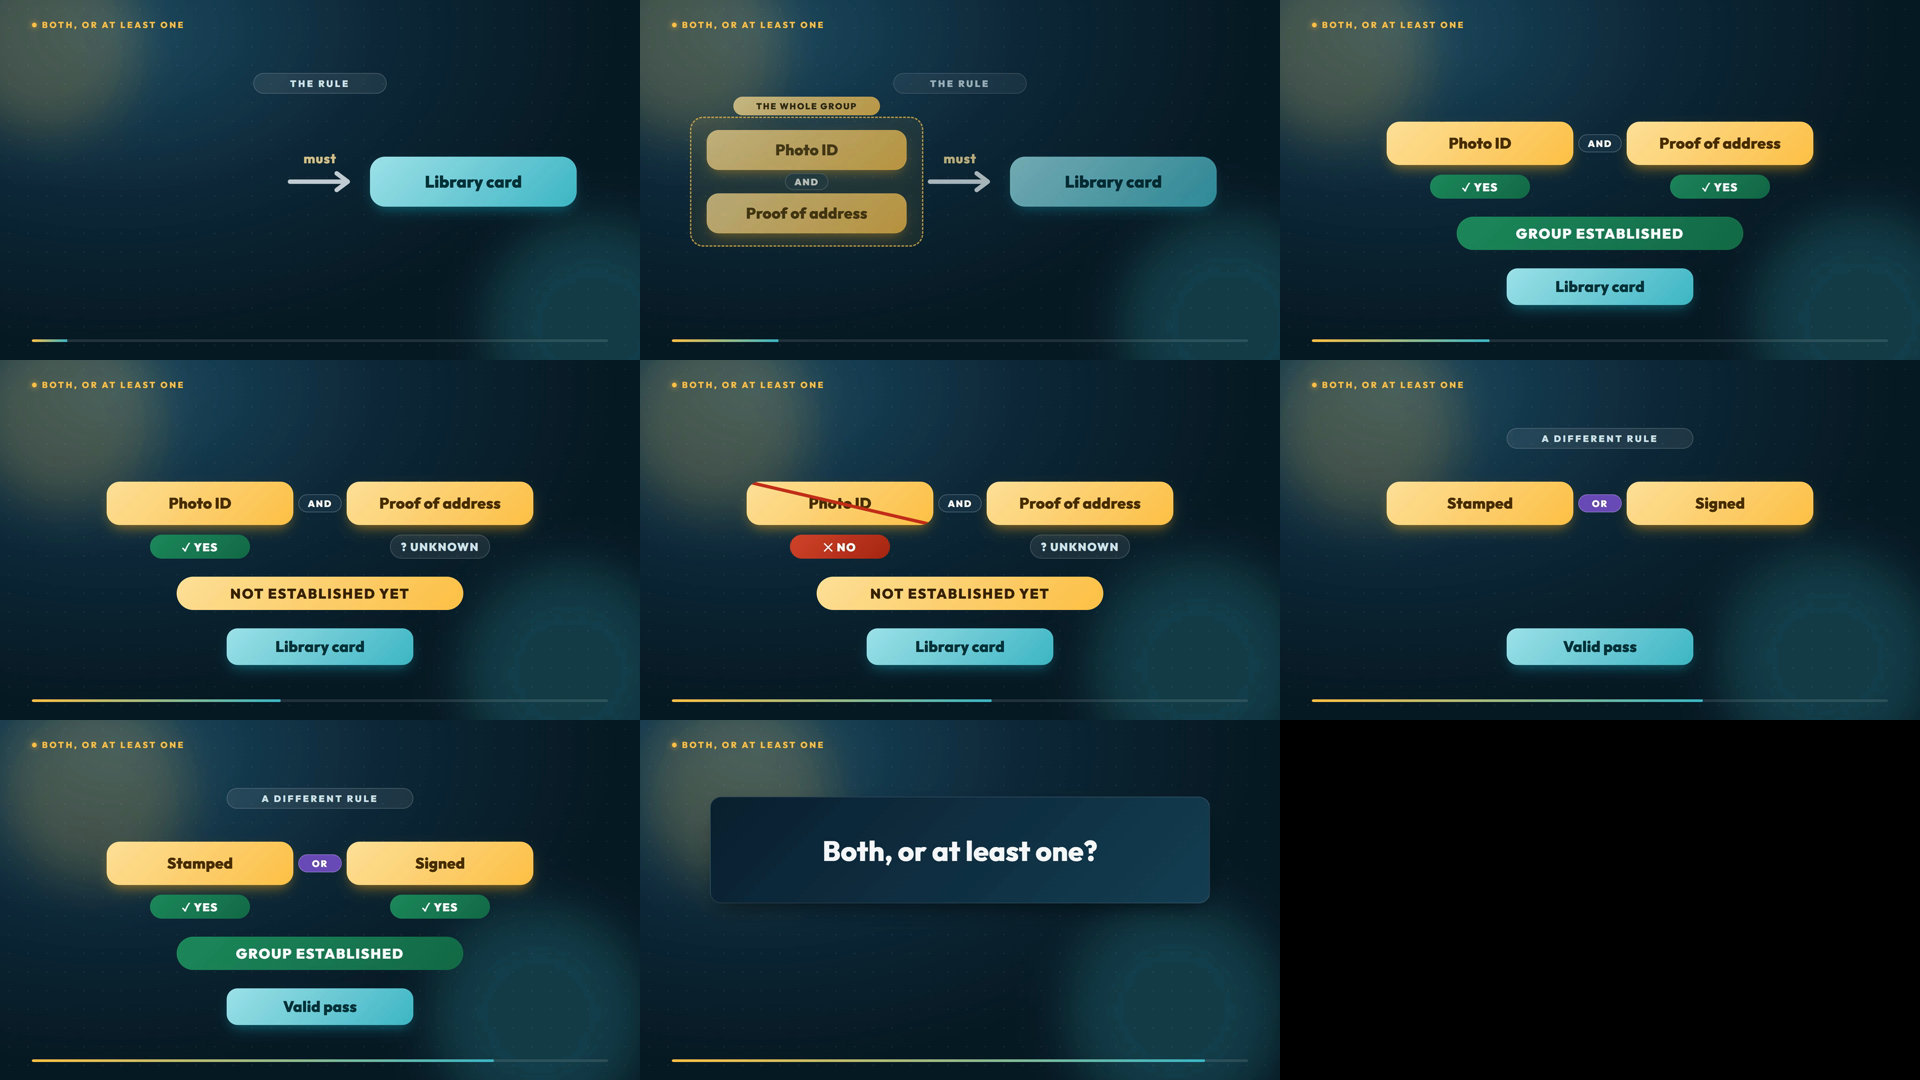 BOTH, OR AT LEAST ONE
THE RULE
must
Library card
BOTH, OR AT LEAST ONE
THE RULE
THE WHOLE GROUP
Photo ID
AND
Proof of address
must
Library card
BOTH, OR AT LEAST ONE
Photo ID AND Proof of address
✓ YES ✓ YES
GROUP ESTABLISHED
Library card
BOTH, OR AT LEAST ONE
Photo ID AND Proof of address
✓ YES ? UNKNOWN
NOT ESTABLISHED YET
Library card
BOTH, OR AT LEAST ONE
Photo ID AND Proof of address
✕ NO ? UNKNOWN
NOT ESTABLISHED YET
Library card
BOTH, OR AT LEAST ONE
A DIFFERENT RULE
Stamped OR Signed
Valid pass
BOTH, OR AT LEAST ONE
A DIFFERENT RULE
Stamped OR Signed
✓ YES ✓ YES
GROUP ESTABLISHED
Valid pass
BOTH, OR AT LEAST ONE
Both, or at least one?